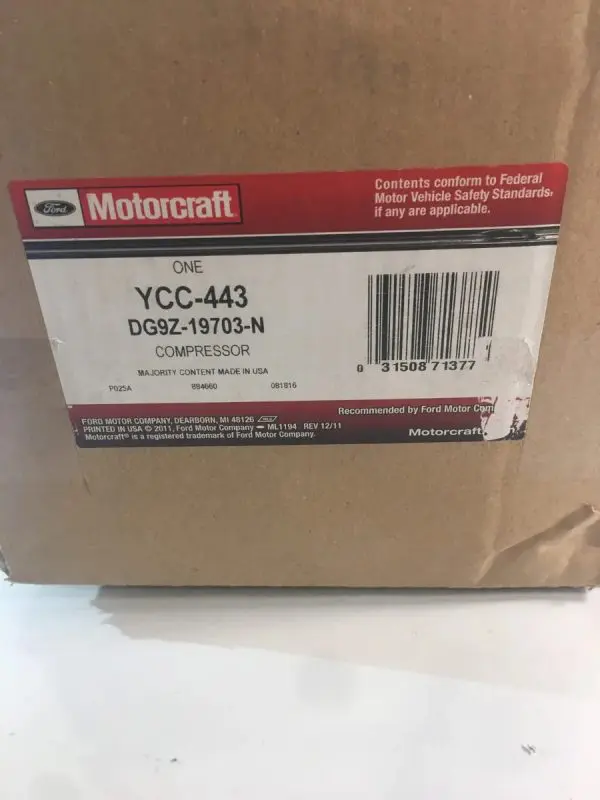 Ford
Motorcraft
Contents conform to Federal
Motor Vehicle Safety Standards,
if any are applicable.
ONE
YCC-443
DG9Z-19703-N
COMPRESSOR
MAJORITY CONTENT MADE IN USA
P025A 884660 081816
0 31508 71377
FORD MOTOR COMPANY, DEARBORN, MI 48126
PRINTED IN USA © 2011, Ford Motor Company ML1194 REV 12/11
Motorcraft® is a registered trademark of Ford Motor Company.
Recommended by Ford Motor Com
Motorcraft